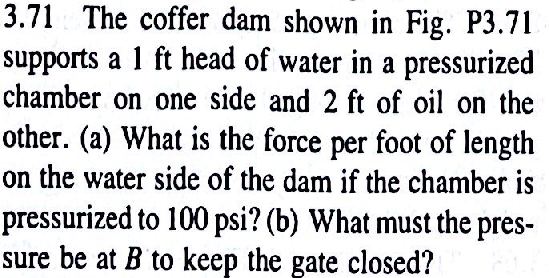 3.71 The coffer dam shown in Fig. P3.71
supports a 1 ft head of water in a pressurized
chamber on one side and 2 ft of oil on the
other. (a) What is the force per foot of length
on the water side of the dam if the chamber is
pressurized to 100 psi? (b) What must the pres-
sure be at B to keep the gate closed?